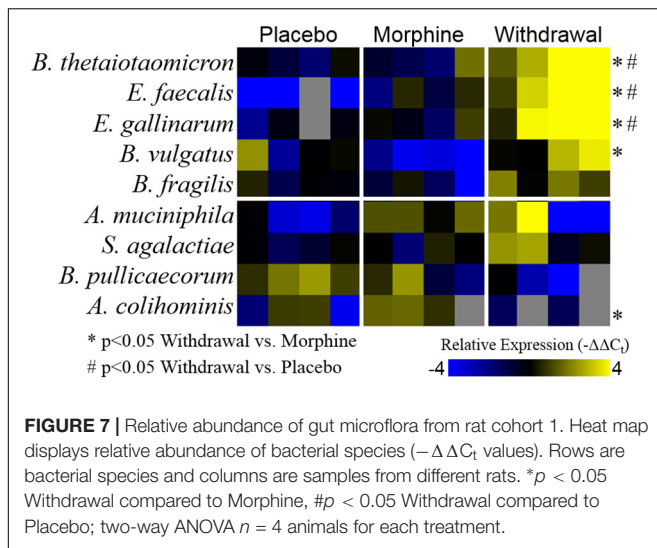 Placebo Morphine Withdrawal
B. thetaiotaomicron *#
E. faecalis *#
E. gallinarum *#
B. vulgatus *
B. fragilis
A. muciniphila
S. agalactiae
B. pullicaecorum
A. colihominis *
* p<0.05 Withdrawal vs. Morphine
# p<0.05 Withdrawal vs. Placebo
Relative Expression (-ΔΔCt)
-4 4
FIGURE 7 | Relative abundance of gut microflora from rat cohort 1. Heat map
displays relative abundance of bacterial species (−ΔΔCt values). Rows are
bacterial species and columns are samples from different rats. *p < 0.05
Withdrawal compared to Morphine, #p < 0.05 Withdrawal compared to
Placebo; two-way ANOVA n = 4 animals for each treatment.